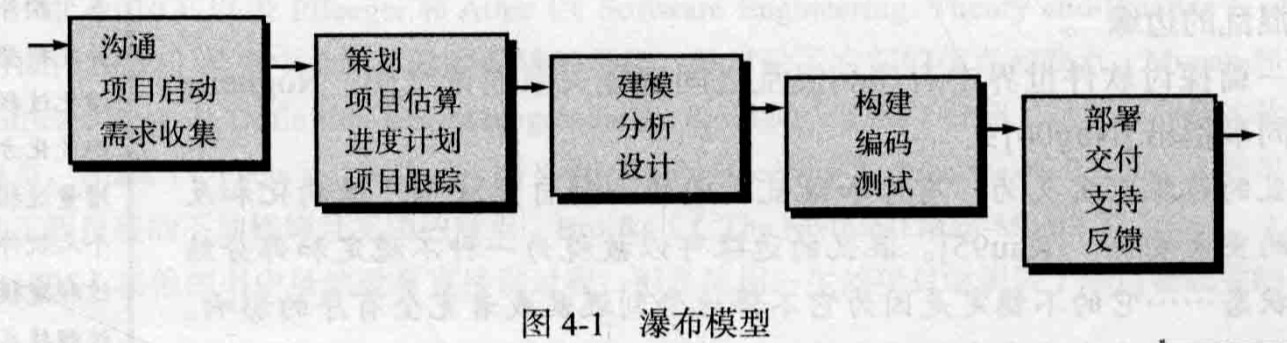 沟通
项目启动
需求收集
策划
项目估算
进度计划
项目跟踪
建模
分析
设计
构建
编码
测试
部署
交付
支持
反馈
图 4-1 瀑布模型